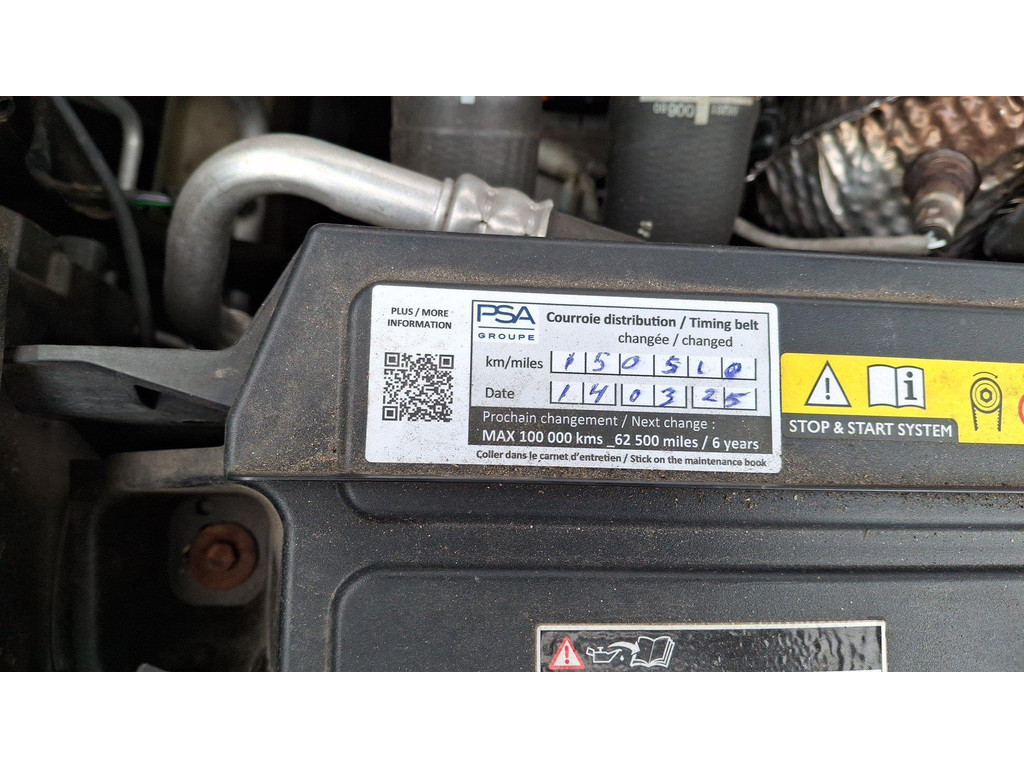 PLUS / MORE
INFORMATION
PSA
GROUPE
Courroie distribution / Timing belt
changée / changed
km/miles 150510
Date 140325
Prochain changement / Next change :
MAX 100 000 kms _62 500 miles / 6 years
Coller dans le carnet d'entretien / Stick on the maintenance book
STOP & START SYSTEM